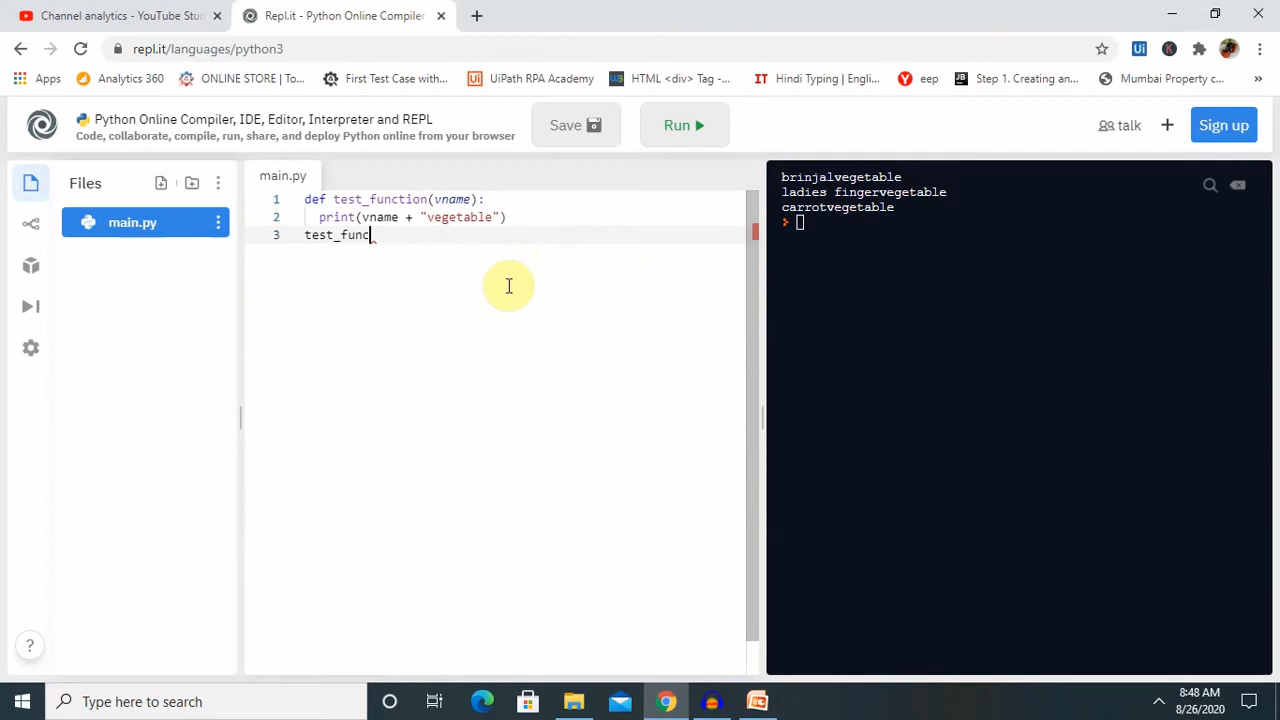 Channel analytics - YouTube Stu
Repl.it - Python Online Compiler
repl.it/languages/python3
Apps
Analytics 360
ONLINE STORE | To...
First Test Case with...
UiPath RPA Academy
HTML <div> Tag -...
Hindi Typing | Engli...
eep
Step 1. Creating an...
Mumbai Property c...
»
Python Online Compiler, IDE, Editor, Interpreter and REPL
Code, collaborate, compile, run, share, and deploy Python online from your browser
Save
Run
talk
Sign up
Files
main.py
main.py
1 def test_function(vname):
2 print(vname + "vegetable")
3 test_func
brinjalvegetable
ladies fingervegetable
carrotvegetable
Type here to search
8:48 AM
8/26/2020